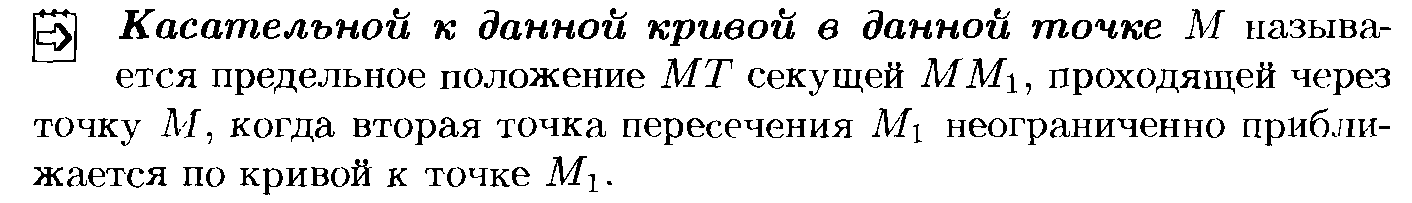 Касательной к данной кривой в данной точке M называ-
ется предельное положение MT секущей MM₁, проходящей через
точку M, когда вторая точка пересечения M₁ неограниченно прибли-
жается по кривой к точке M₁.